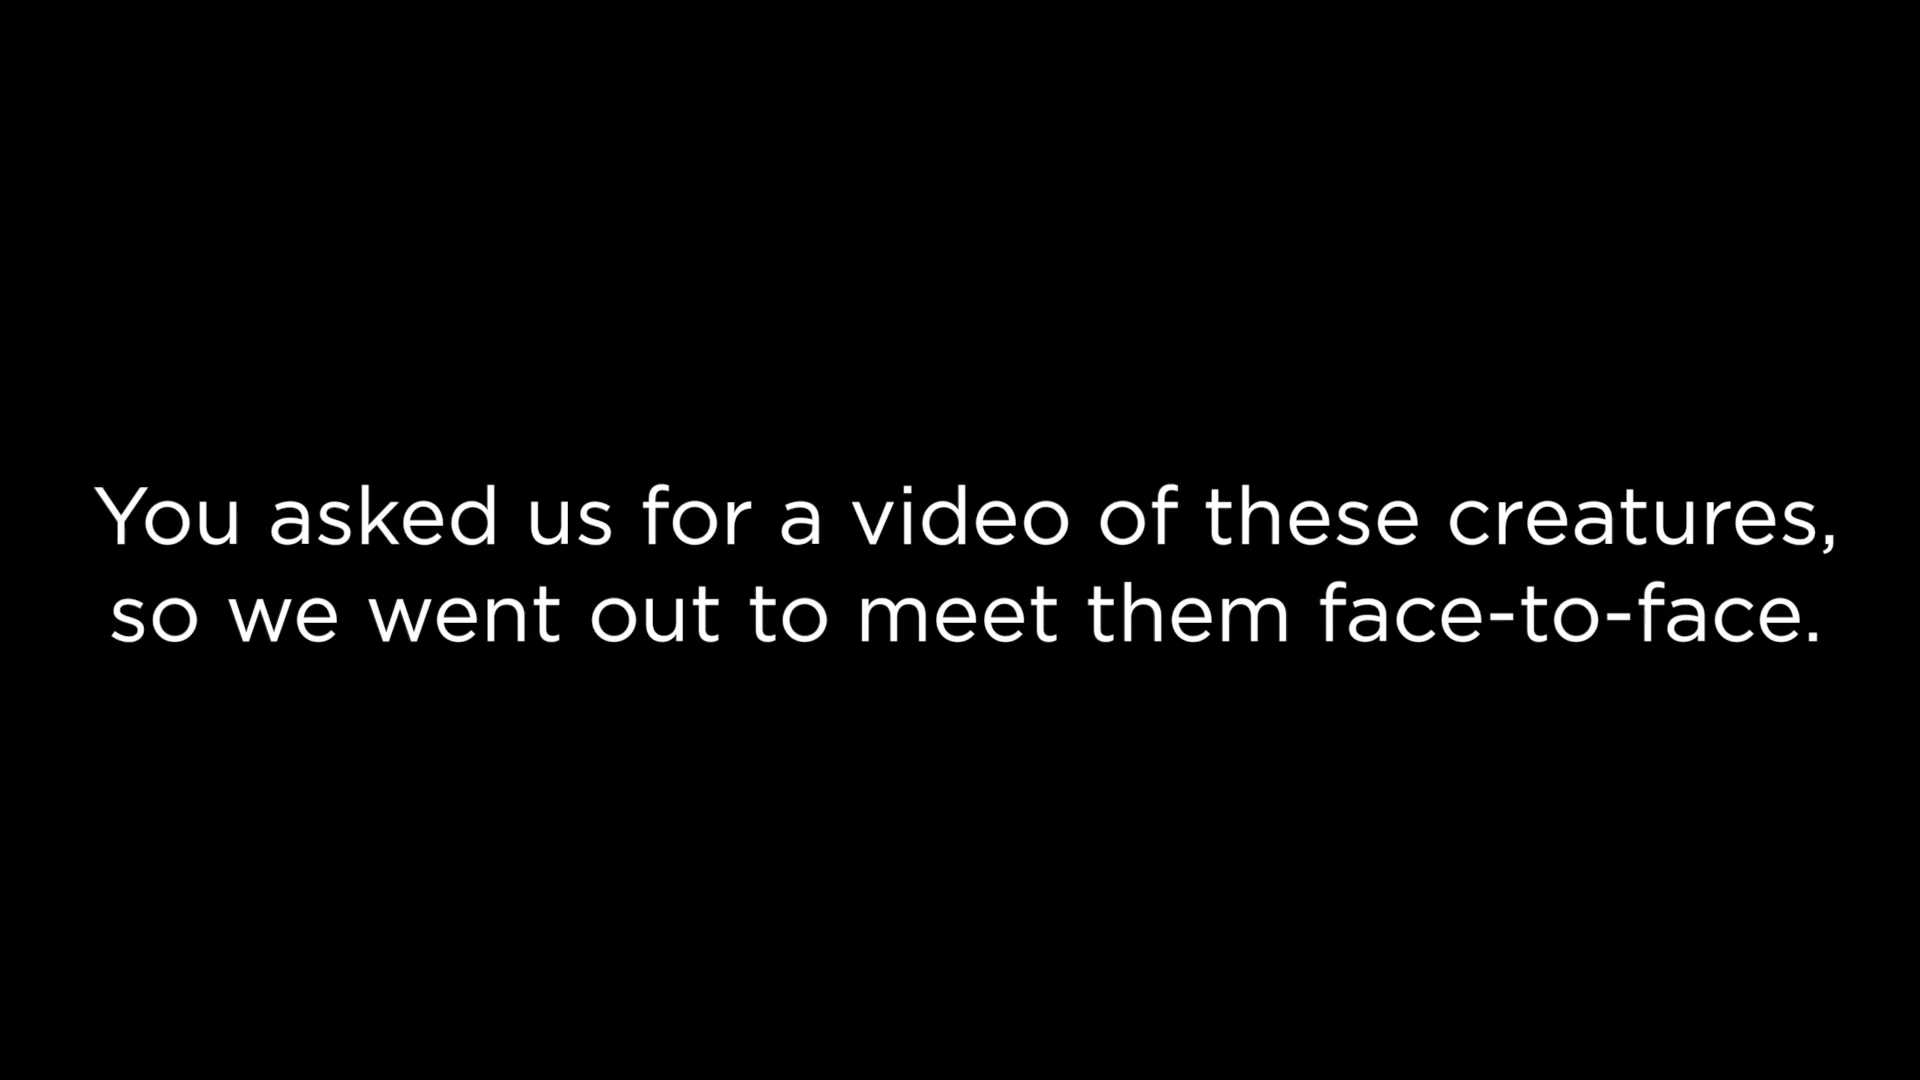 You asked us for a video of these creatures,
so we went out to meet them face-to-face.